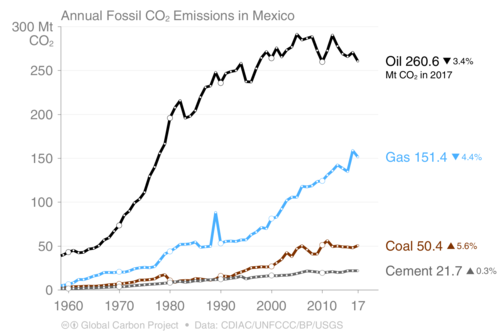 Annual Fossil CO₂ Emissions in Mexico
300 Mt
CO₂
250
200
150
100
50
0
1960 1970 1980 1990 2000 2010 17
Oil 260.6 ▼3.4%
Mt CO₂ in 2017
Gas 151.4 ▼4.4%
Coal 50.4 ▲5.6%
Cement 21.7 ▲0.3%
Global Carbon Project • Data: CDIAC/UNFCCC/BP/USGS